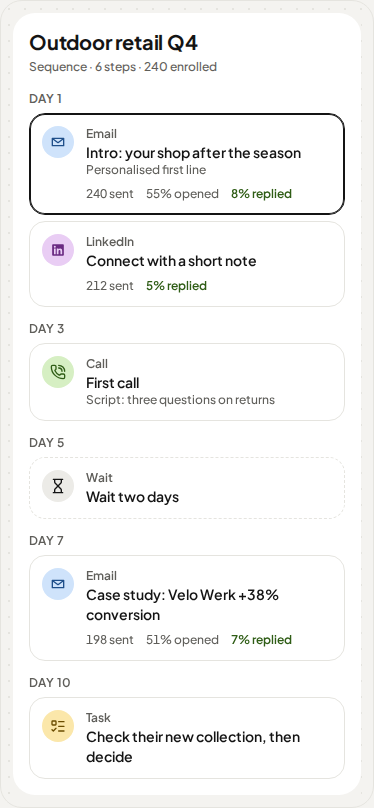 Outdoor retail Q4
Sequence · 6 steps · 240 enrolled
DAY 1
Email
Intro: your shop after the season
Personalised first line
240 sent 55% opened 8% replied
LinkedIn
Connect with a short note
212 sent 5% replied
DAY 3
Call
First call
Script: three questions on returns
DAY 5
Wait
Wait two days
DAY 7
Email
Case study: Velo Werk +38%
conversion
198 sent 51% opened 7% replied
DAY 10
Task
Check their new collection, then
decide